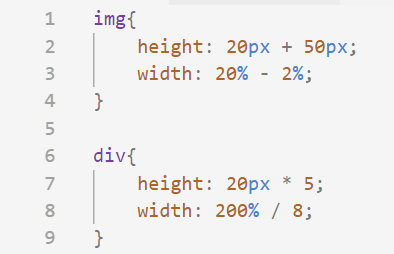 1 img{
2 height: 20px + 50px;
3 width: 20% - 2%;
4 }
5
6 div{
7 height: 20px * 5;
8 width: 200% / 8;
9 }